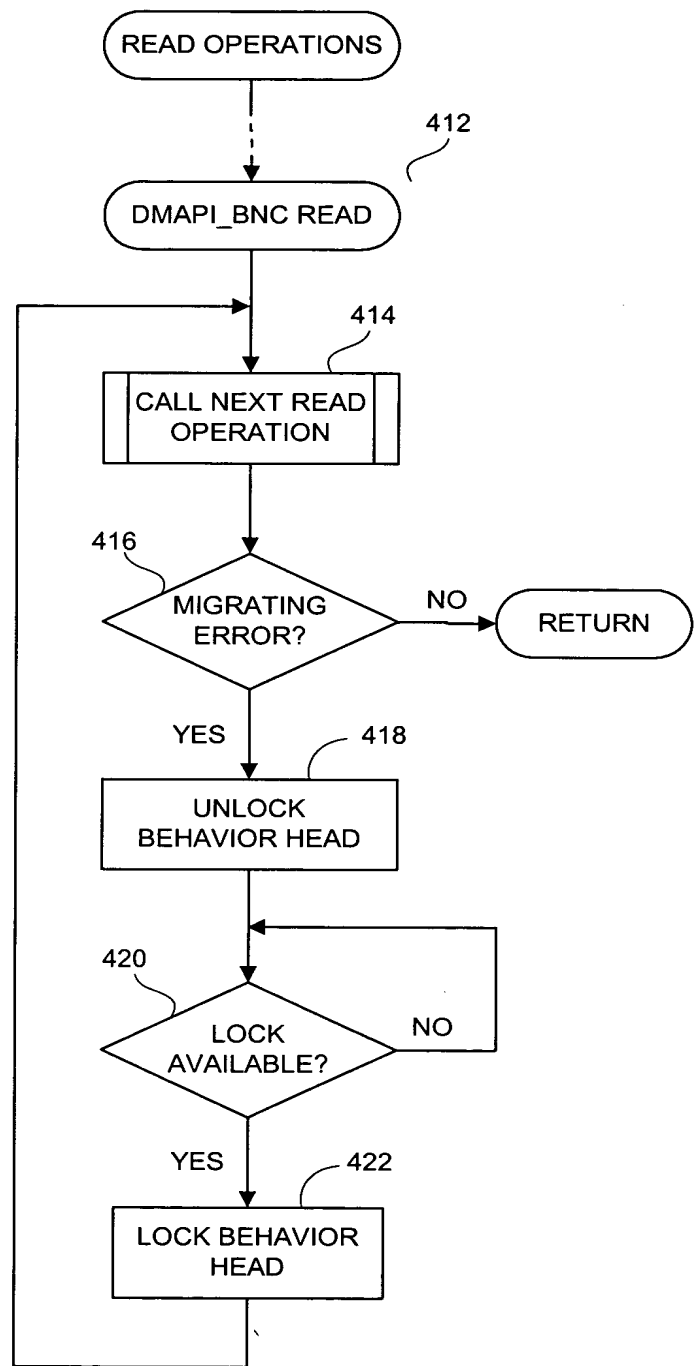 READ OPERATIONS
412
DMAPI_BNC READ
414
CALL NEXT READ
OPERATION
416
MIGRATING
ERROR?
NO
RETURN
YES
418
UNLOCK
BEHAVIOR HEAD
420
LOCK
AVAILABLE?
NO
YES
422
LOCK BEHAVIOR
HEAD